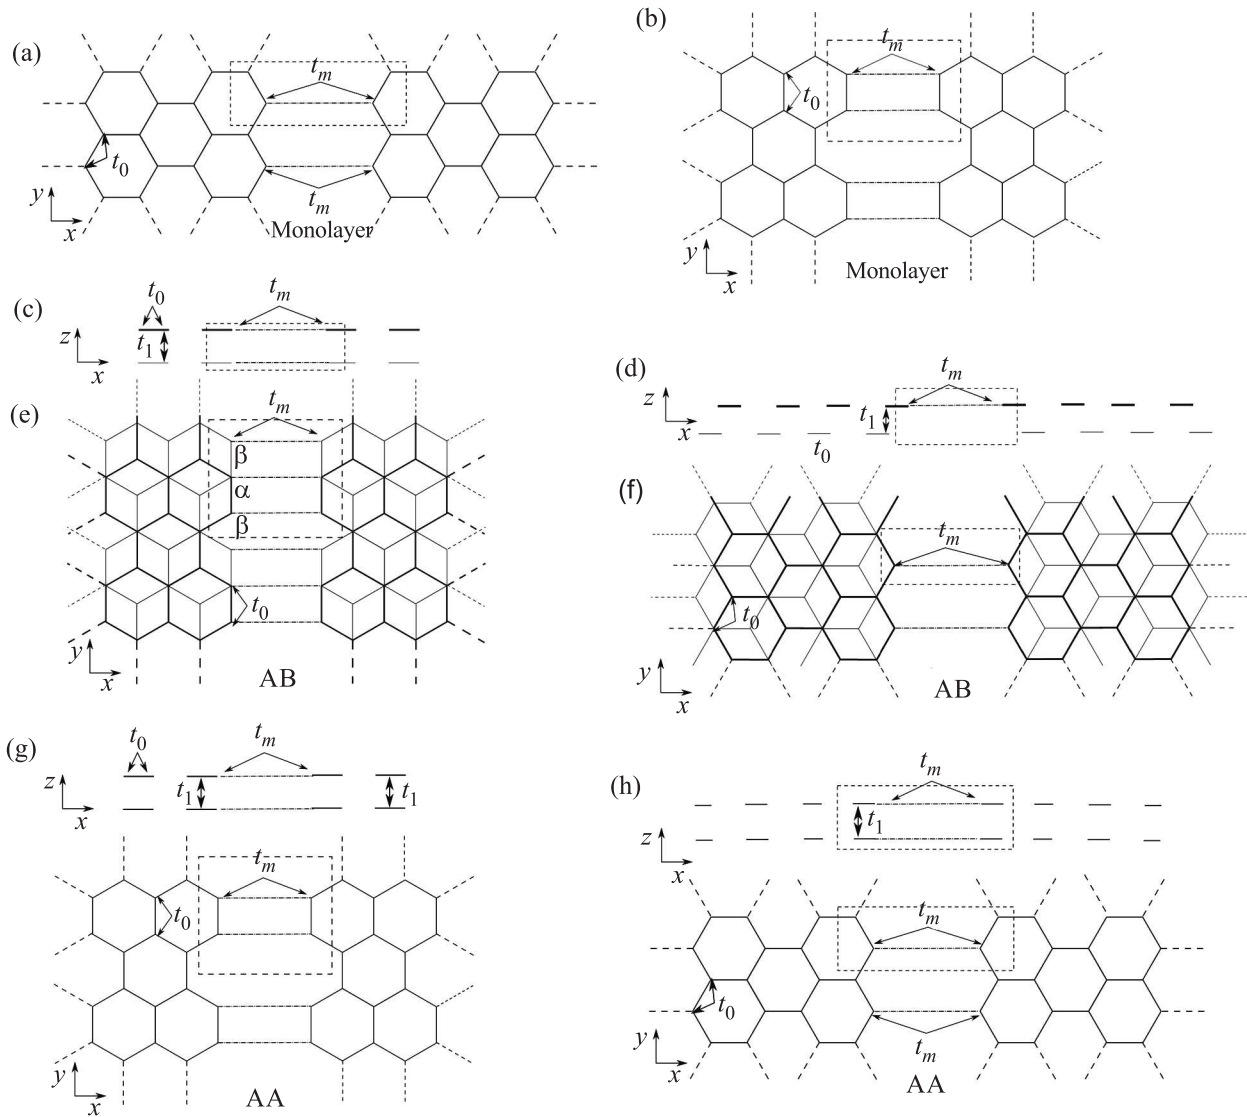 (a)
t_m
t_0
t_m
y
x
Monolayer
(b)
t_m
t_0
y
x
Monolayer
(c)
t_0
t_m
z
t_1
x
(d)
t_m
z
t_1
x
t_0
(e)
t_m
β
α
β
t_0
y
x
AB
(f)
t_m
t_0
y
x
AB
(g)
t_0
t_m
z
t_1
t_1
x
t_m
t_0
y
x
AA
(h)
t_m
z
t_1
x
t_m
t_0
y
t_m
x
AA